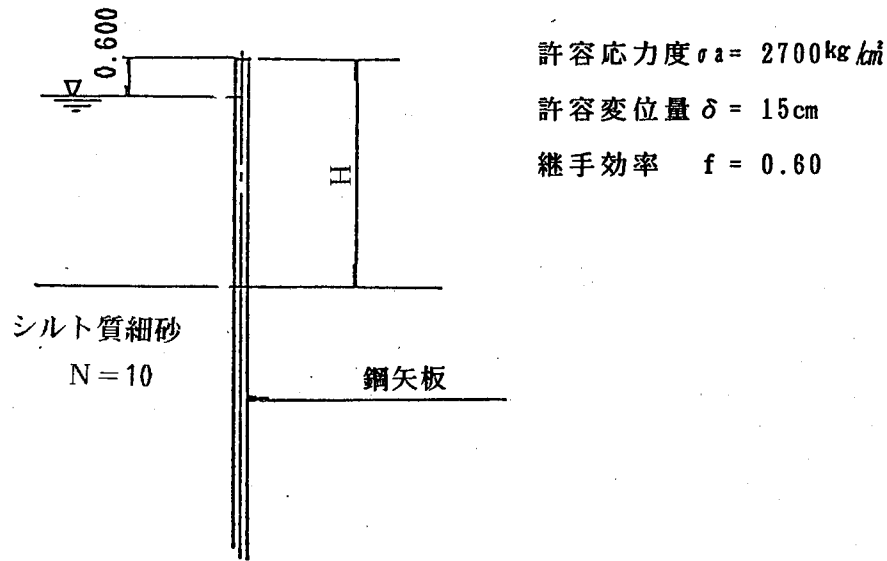 0.600
許容応力度σa= 2700kg/cm²
許容変位量 δ = 15cm
継手効率 f = 0.60
H
シルト質細砂
N=10
鋼矢板